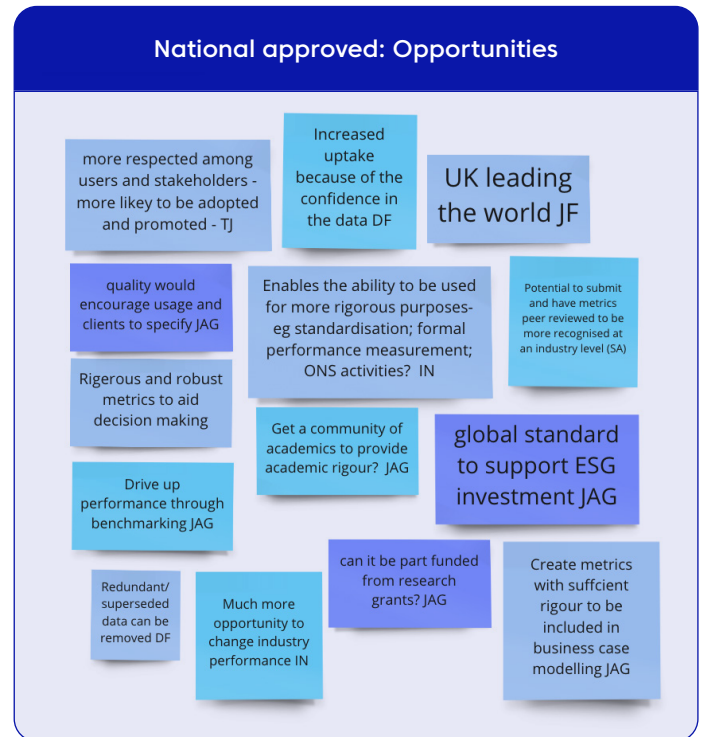 National approved: Opportunities
more respected among
users and stakeholders -
more likey to be adopted
and promoted - TJ
Increased
uptake
because of the
confidence in
the data DF
UK leading
the world JF
quality would
encourage usage and
clients to specify JAG
Enables the ability to be used
for more rigorous purposes-
eg standardisation; formal
performance measurement;
ONS activities? IN
Potential to submit
and have metrics
peer reviewed to be
more recognised at
an industry level (SA)
Rigerous and robust
metrics to aid
decision making
Get a community of
academics to provide
academic rigour? JAG
global standard
to support ESG
investment JAG
Drive up
performance through
benchmarking JAG
can it be part funded
from research
grants? JAG
Create metrics
with suffcient
rigour to be
included in
business case
modelling JAG
Redundant/
superseded
data can be
removed DF
Much more
opportunity to
change industry
performance IN